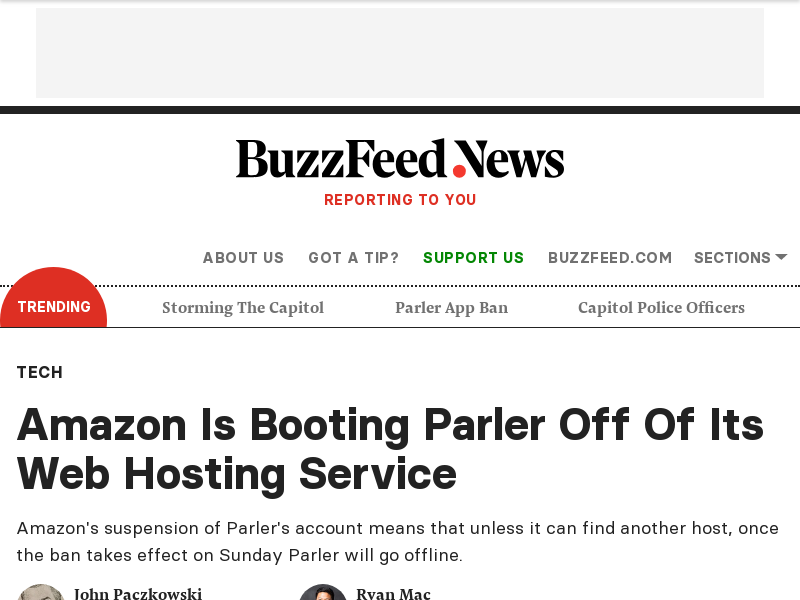 BuzzFeed News
REPORTING TO YOU
ABOUT US GOT A TIP? SUPPORT US BUZZFEED.COM SECTIONS
TRENDING Storming The Capitol Parler App Ban Capitol Police Officers
TECH
Amazon Is Booting Parler Off Of Its
Web Hosting Service
Amazon's suspension of Parler's account means that unless it can find another host, once
the ban takes effect on Sunday Parler will go offline.
John Paczkowski Ryan Mac